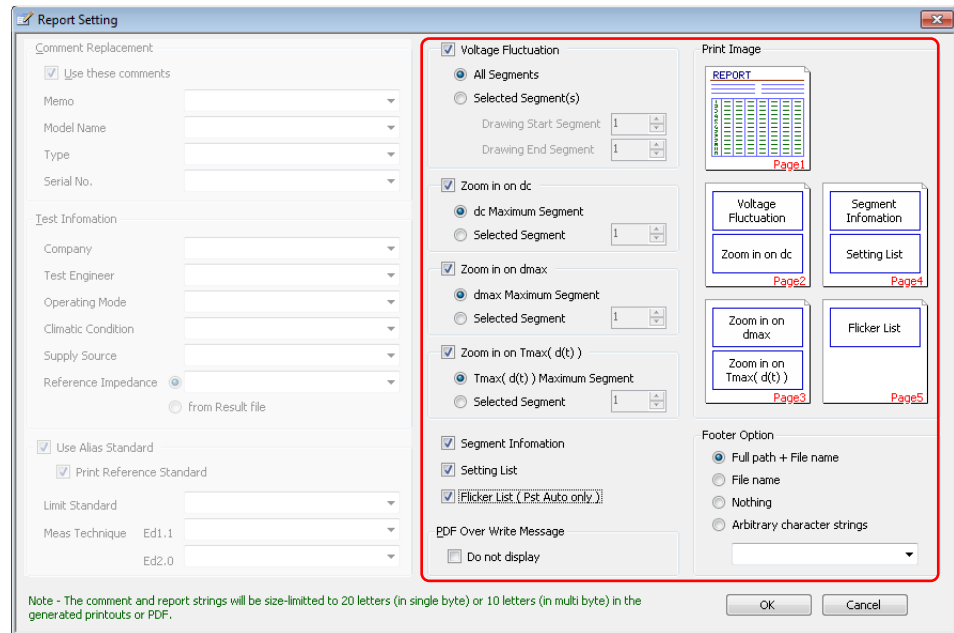 Report Setting
Comment Replacement
Use these comments
Memo
Model Name
Type
Serial No.
Test Infomation
Company
Test Engineer
Operating Mode
Climatic Condition
Supply Source
Reference Impedance
from Result file
Use Alias Standard
Print Reference Standard
Limit Standard
Meas Technique Ed1.1
Ed2.0
Voltage Fluctuation
All Segments
Selected Segment(s)
Drawing Start Segment 1
Drawing End Segment 1
Zoom in on dc
dc Maximum Segment
Selected Segment 1
Zoom in on dmax
dmax Maximum Segment
Selected Segment 1
Zoom in on Tmax( d(t) )
Tmax( d(t) ) Maximum Segment
Selected Segment 1
Segment Infomation
Setting List
Flicker List ( Pst Auto only )
PDF Over Write Message
Do not display
Print Image
REPORT
Page1
Voltage
Fluctuation
Zoom in on dc
Page2
Segment
Infomation
Setting List
Page4
Zoom in on
dmax
Zoom in on
Tmax( d(t) )
Page3
Flicker List
Page5
Footer Option
Full path + File name
File name
Nothing
Arbitrary character strings
Note - The comment and report strings will be size-limitted to 20 letters (in single byte) or 10 letters (in multi byte) in the
generated printouts or PDF.
OK Cancel